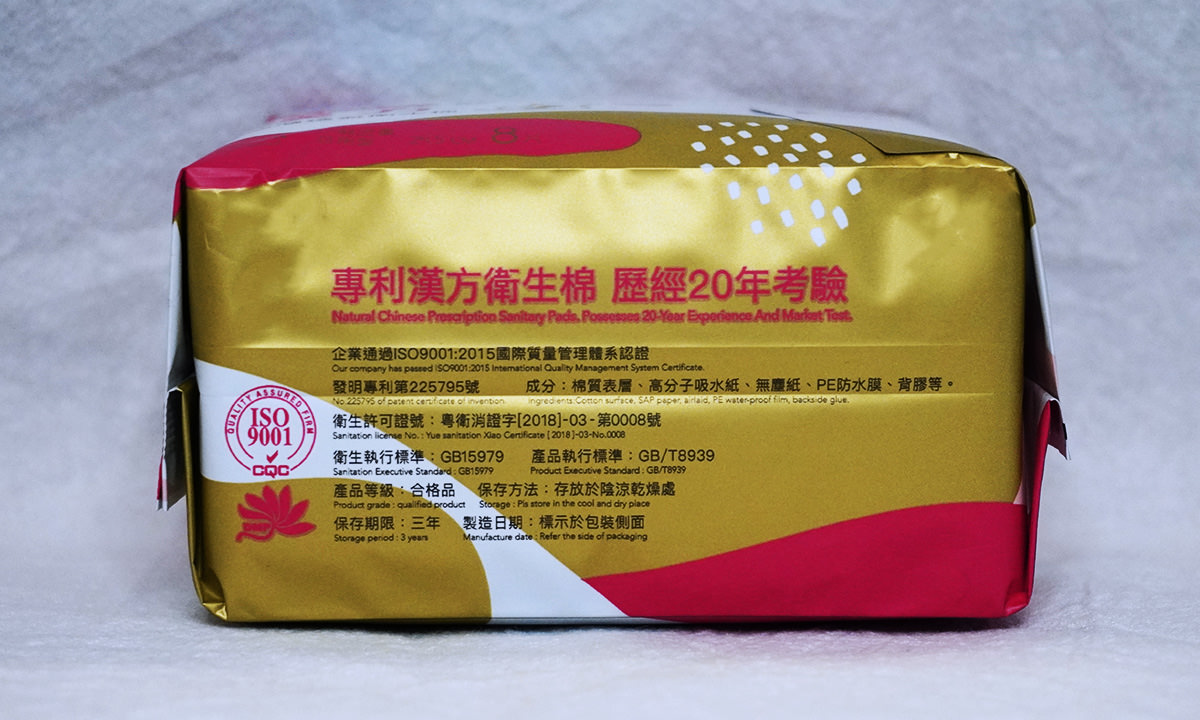 專利漢方衛生棉 歷經20年考驗
Natural Chinese Prescription Sanitary Pads. Possesses 20-Year Experience And Market Test.
企業通過ISO9001:2015國際質量管理體系認證
Our company has passed ISO9001:2015 International Quality Management System Certificate.
發明專利第225795號 成分：棉質表層、高分子吸水紙、無塵紙、PE防水膜、背膠等。
No.225795 of patent certificate of invention. Ingredients:Cotton surface, SAP paper, airlaid, PE water-proof film, backside glue.
衛生許可證號：粵衛消證字[2018]-03-第0008號
Sanitation license No. : Yue sanitation Xiao Certificate [ 2018 ]-03-No.0008
衛生執行標準：GB15979 產品執行標準：GB/T8939
Sanitation Executive Standard : GB15979 Product Executive Standard : GB/T8939
產品等級：合格品 保存方法：存放於陰涼乾燥處
Product grade : qualified product Storage : Pls store in the cool and dry place
保存期限：三年 製造日期：標示於包裝側面
Storage period : 3 years Manufacture date : Refer the side of packaging
QUALITY ASSURED FIRM
ISO
9001
CQC